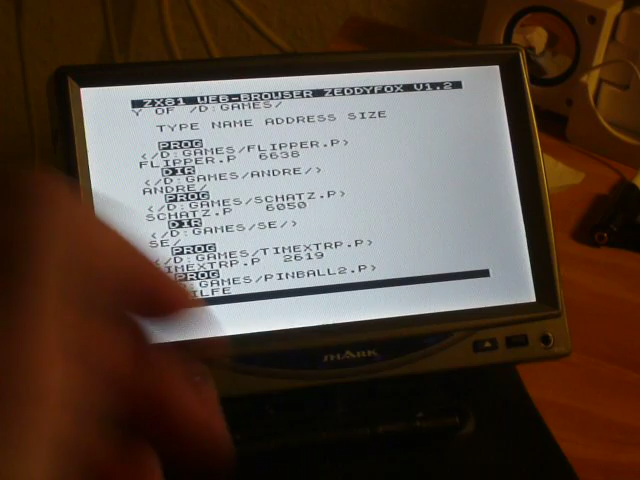 ZX81 WEB-BROWSER ZEDDYFOX V1.2
Y OF /D:GAMES/
TYPE NAME ADDRESS SIZE
PROG
</D:GAMES/FLIPPER.P>
FLIPPER.P 6638
DIR
</D:GAMES/ANDRE/>
ANDRE/
PROG
</D:GAMES/SCHATZ.P>
SCHATZ.P 6050
DIR
</D:GAMES/SE/>
SE/
PROG
</D:GAMES/TIMEXTRP.P>
TIMEXTRP.P 2619
PROG
D:GAMES/PINBALL2.P>
ILFE
SHARK